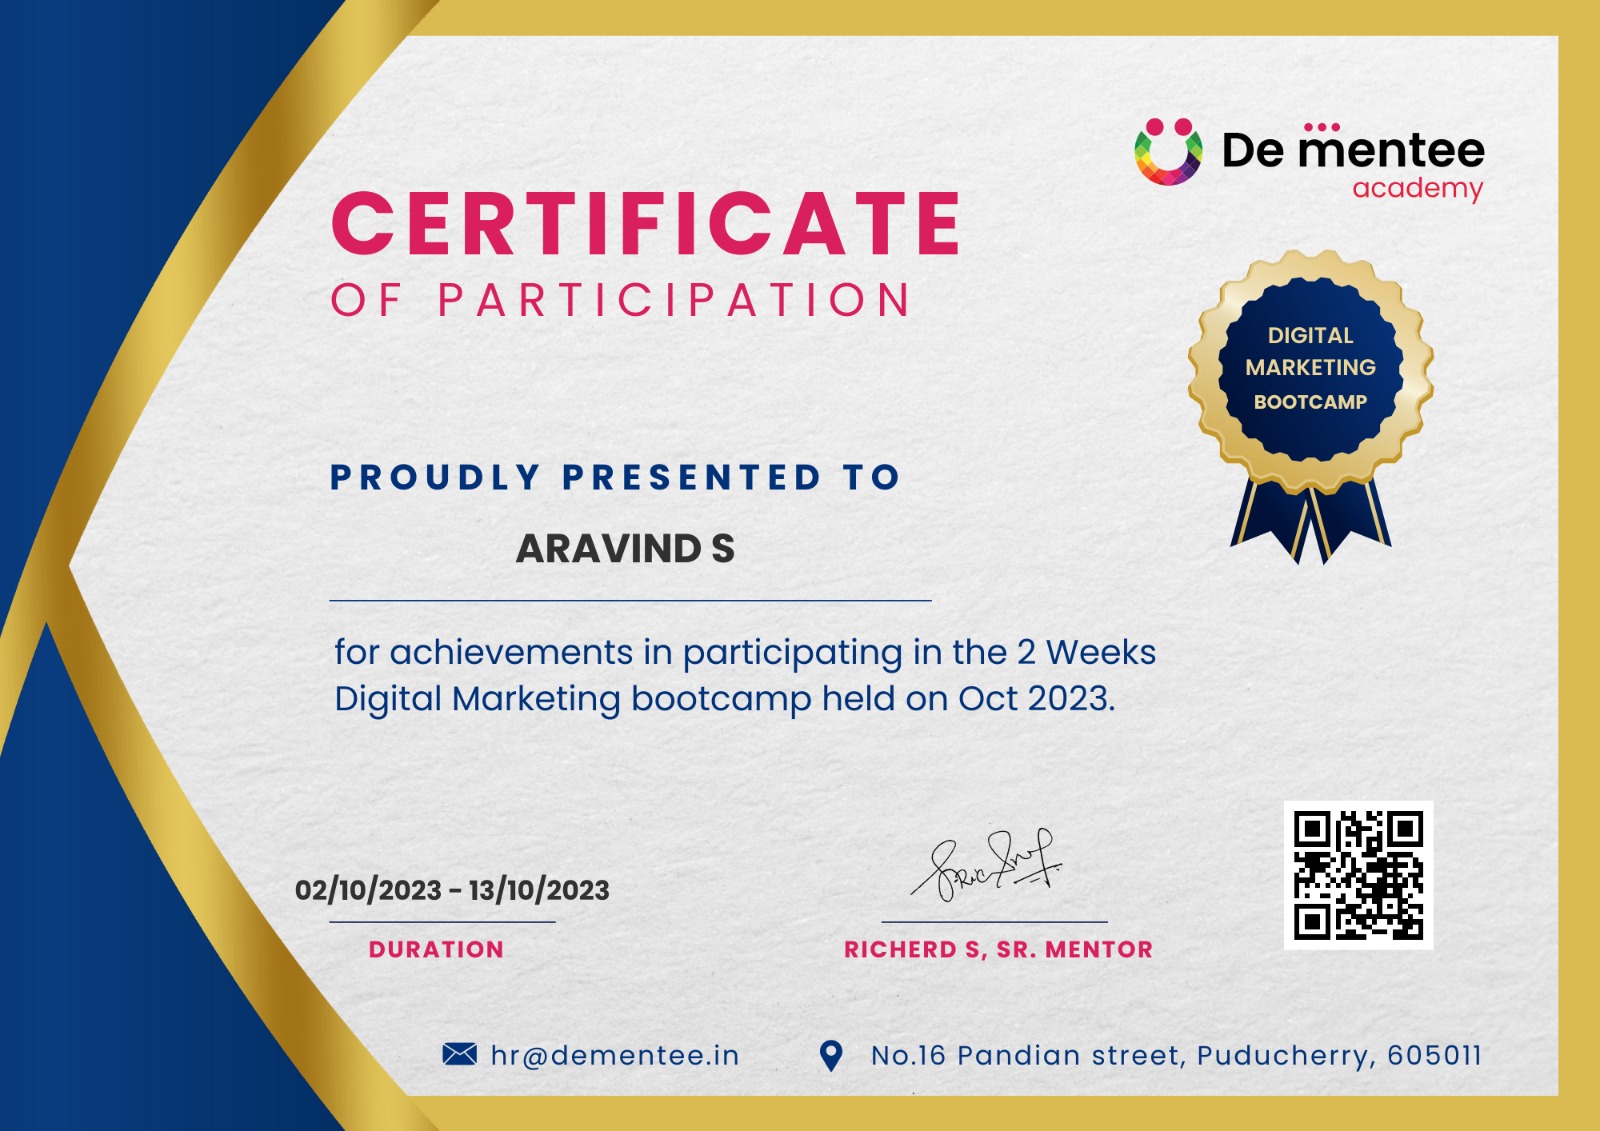 De mentee
academy
CERTIFICATE
OF PARTICIPATION
DIGITAL
MARKETING
BOOTCAMP
PROUDLY PRESENTED TO
ARAVIND S
for achievements in participating in the 2 Weeks
Digital Marketing bootcamp held on Oct 2023.
02/10/2023 - 13/10/2023
DURATION
RICHERD S, SR. MENTOR
hr@dementee.in
No.16 Pandian street, Puducherry, 605011